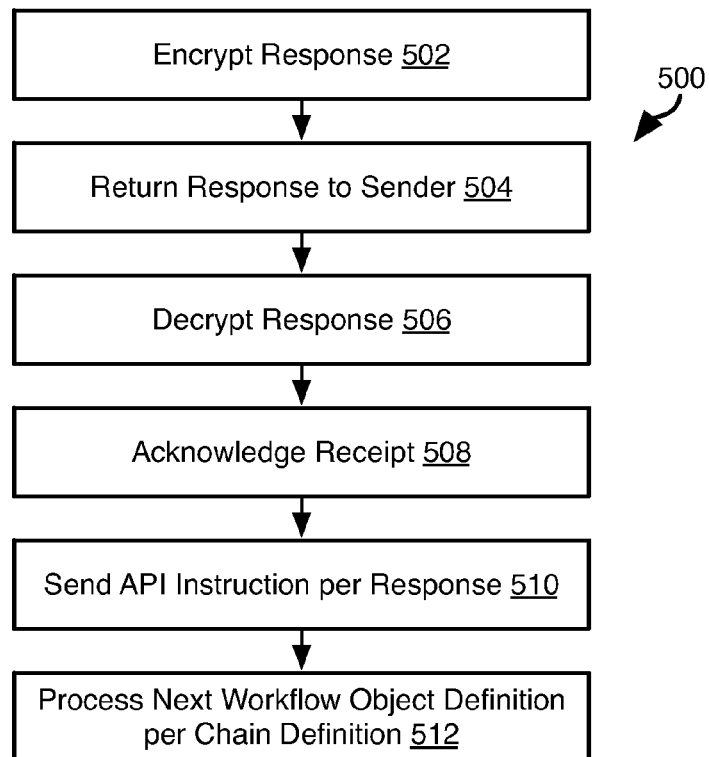 Encrypt Response 502
500
Return Response to Sender 504
Decrypt Response 506
Acknowledge Receipt 508
Send API Instruction per Response 510
Process Next Workflow Object Definition
per Chain Definition 512